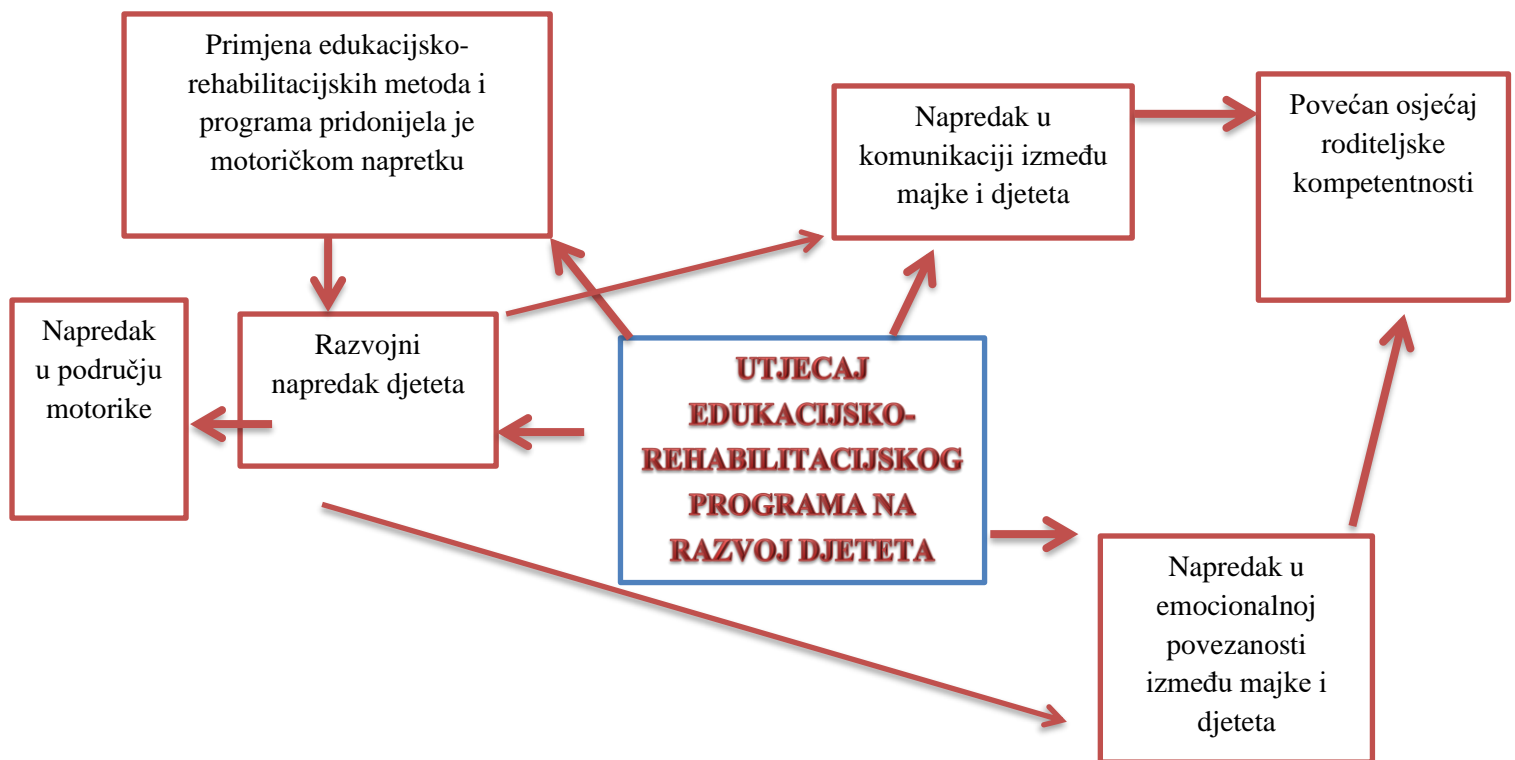 Primjena edukacijsko-
rehabilitacijskih metoda i
programa pridonijela je
motoričkom napretku
Napredak u
komunikaciji između
majke i djeteta
Povećan osjećaj
roditeljske
kompetentnosti
Napredak
u području
motorike
Razvojni
napredak djeteta
UTJECAJ
EDUKACIJSKO-
REHABILITACIJSKOG
PROGRAMA NA
RAZVOJ DJETETA
Napredak u
emocionalnoj
povezanosti
između majke i
djeteta